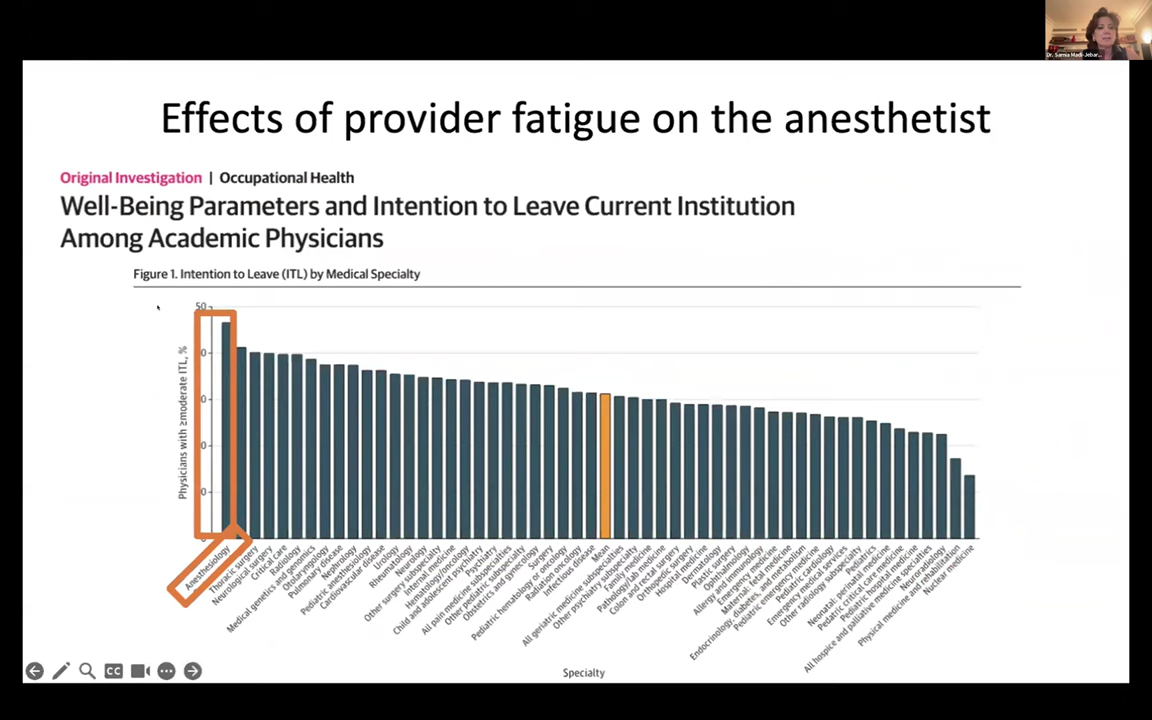 Dr. Samia Madi-Jebar...
Effects of provider fatigue on the anesthetist
Original Investigation | Occupational Health
Well-Being Parameters and Intention to Leave Current Institution
Among Academic Physicians
Figure 1. Intention to Leave (ITL) by Medical Specialty
50
Physicians with ≥moderate ITL, %
Anesthesiology
Thoracic surgery
Neurological surgery
Critical care
Radiology
Medical genetics and genomics
Otolaryngology
Pulmonary disease
Nephrology
Pediatric anesthesiology
Cardiovascular disease
Urology
Rheumatology
Neurology
Other surgery subspecialty
Internal medicine
Hematology/oncology
Child and adolescent psychiatry
Psychiatry
All pain medicine subspecialties
Other pediatric subspecialty
Obstetrics and gynecology
Surgery
Pediatric hematology or oncology
Radiation oncology
Infectious disease
Mean
All geriatric medicine subspecialties
Other psychiatry subspecialty
Family medicine
Pathology/lab medicine
Colon and rectal surgery
Orthopedic surgery
Hospital medicine
Dermatology
Plastic surgery
Ophthalmology
Allergy and immunology
Emergency medicine
Maternal: fetal medicine
Endocrinology, diabetes, and metabolism
Pediatric emergency medicine
Pediatric cardiology
Emergency medical services
Other radiology subspecialty
Pediatrics
Neonatal: perinatal medicine
Pediatric critical care medicine
Pediatric hospital medicine
All hospice and palliative medicine specialties
Neuroradiology
Physical medicine and rehabilitation
Nuclear medicine
Specialty
CC